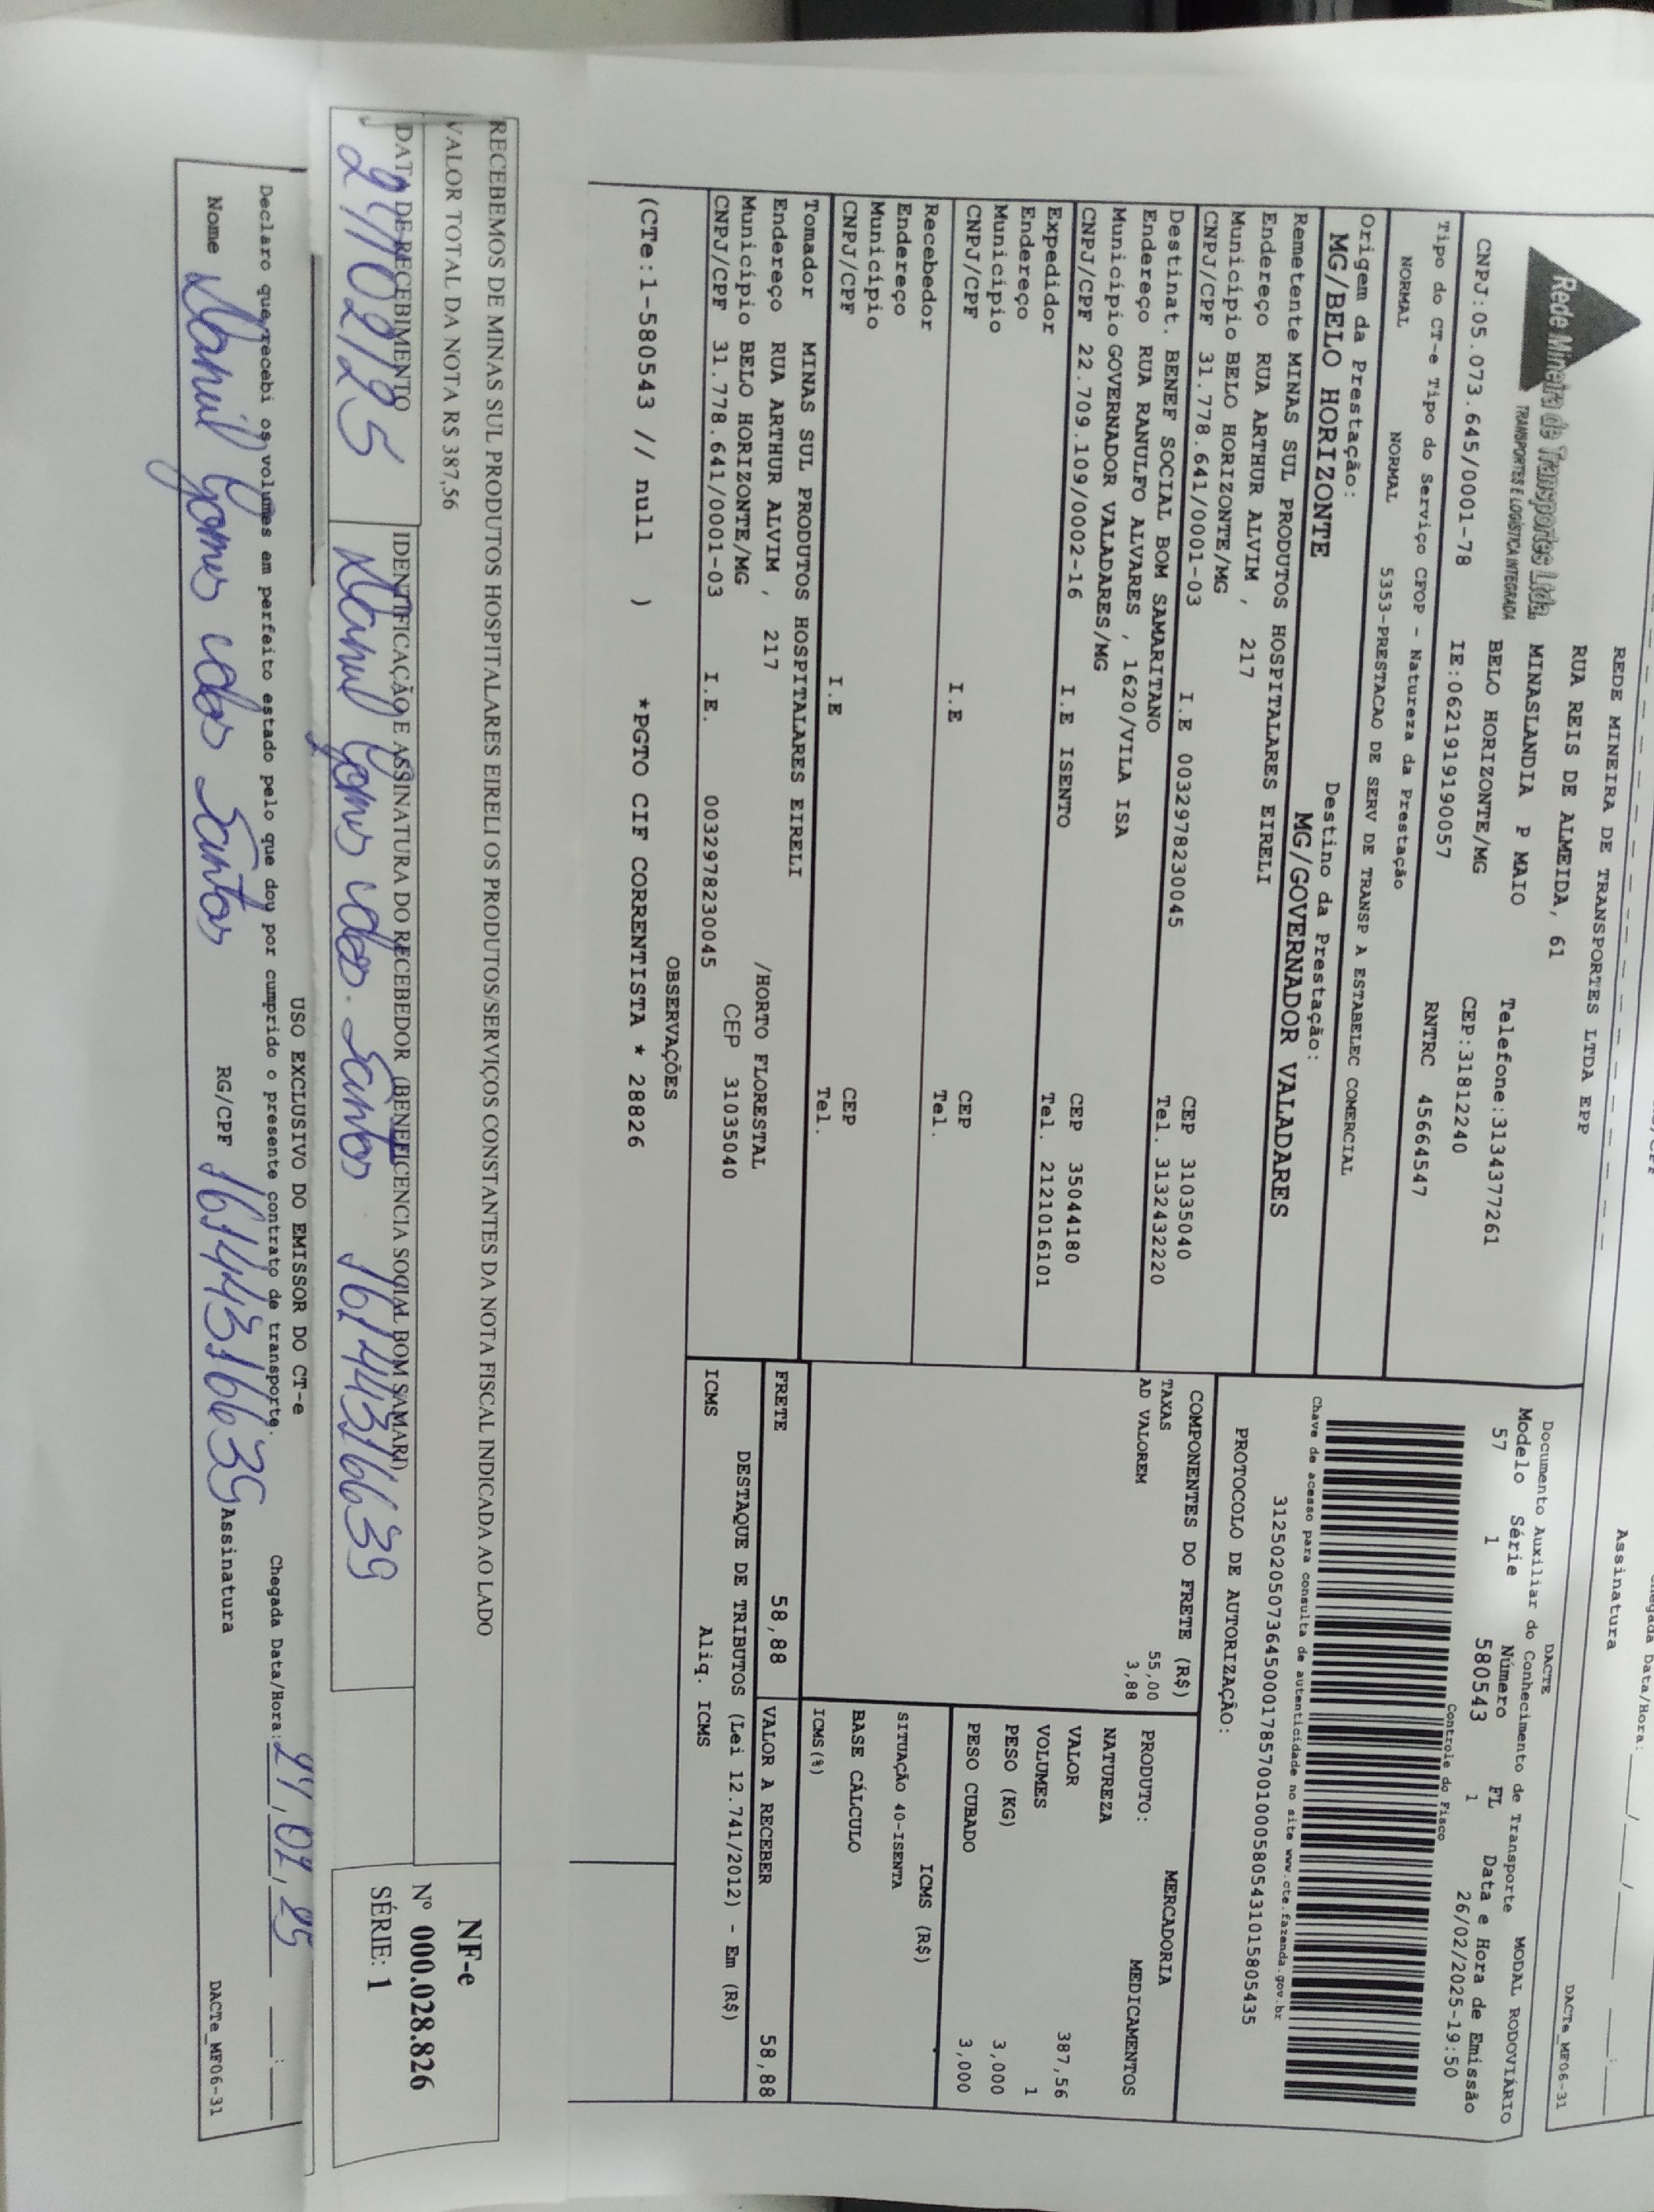 Chegada Data/Hora:___/___/___ ___:___
Assinatura
DACTe_MF06-31
Rede Mineira de Transportes Ltda.
TRANSPORTES E LOGÍSTICA INTEGRADA
REDE MINEIRA DE TRANSPORTES LTDA EPP
RUA REIS DE ALMEIDA, 61
MINASLANDIA P MAIO
BELO HORIZONTE/MG
Telefone:3134377261
CNPJ:05.073.645/0001-78 IE:0621919190057 CEP:31812240
RNTRC 45664547
Tipo do CT-e Tipo do Serviço CFOP - Natureza da Prestação
NORMAL NORMAL 5353-PRESTACAO DE SERV DE TRANSP A ESTABELEC COMERCIAL
Origem da Prestação: Destino da Prestação:
MG/BELO HORIZONTE MG/GOVERNADOR VALADARES
Remetente MINAS SUL PRODUTOS HOSPITALARES EIRELI
Endereço RUA ARTHUR ALVIM , 217
Município BELO HORIZONTE/MG CEP 31035040
CNPJ/CPF 31.778.641/0001-03 I.E 0032978230045 Tel. 3132432220
Destinat. BENEF SOCIAL BOM SAMARITANO
Endereço RUA RANULFO ALVARES , 1620/VILA ISA
Município GOVERNADOR VALADARES/MG CEP 35044180
CNPJ/CPF 22.709.109/0002-16 I.E ISENTO Tel. 2121016101
Expedidor
Endereço
Município CEP
CNPJ/CPF I.E Tel.
Recebedor
Endereço
Município CEP
CNPJ/CPF I.E Tel.
Tomador MINAS SUL PRODUTOS HOSPITALARES EIRELI
Endereço RUA ARTHUR ALVIM , 217 /HORTO FLORESTAL
Município BELO HORIZONTE/MG CEP 31035040
CNPJ/CPF 31.778.641/0001-03 I.E. 0032978230045
DACTE
Documento Auxiliar do Conhecimento de Transporte MODAL RODOVIÁRIO
Modelo Série Número FL Data e Hora de Emissão
57 1 580543 1 26/02/2025-19:50
Controle do Fisco
Chave de acesso para consulta de autenticidade no site www.cte.fazenda.gov.br
31250205073645000178570010005805431015805435
PROTOCOLO DE AUTORIZAÇÃO:
COMPONENTES DO FRETE (R$)
TAXAS 55,00
AD VALOREM 3,88
MERCADORIA
PRODUTO:
NATUREZA MEDICAMENTOS
VALOR 387,56
VOLUMES 1
PESO (KG) 3,000
PESO CUBADO 3,000
ICMS (R$)
SITUAÇÃO 40-ISENTA
BASE CÁLCULO
ICMS(%)
FRETE 58,88 VALOR A RECEBER 58,88
DESTAQUE DE TRIBUTOS (Lei 12.741/2012) - Em (R$)
ICMS Aliq. ICMS
OBSERVAÇÕES
(CTe:1-580543 // null ) *PGTO CIF CORRENTISTA * 28826
RECEBEMOS DE MINAS SUL PRODUTOS HOSPITALARES EIRELI OS PRODUTOS/SERVIÇOS CONSTANTES DA NOTA FISCAL INDICADA AO LADO
VALOR TOTAL DA NOTA R$ 387,56
DATA DE RECEBIMENTO IDENTIFICAÇÃO E ASSINATURA DO RECEBEDOR (BENEFICENCIA SOCIAL BOM SAMARI)
Gomes dos Santos
NF-e
Nº 000.028.826
SÉRIE: 1
USO EXCLUSIVO DO EMISSOR DO CT-e
Declaro que recebi os volumes em perfeito estado pelo que dou por cumprido o presente contrato de transporte.
Chegada Data/Hora: ___:___
Nome Gomes dos Santos RG/CPF Assinatura
DACTe_MF06-31